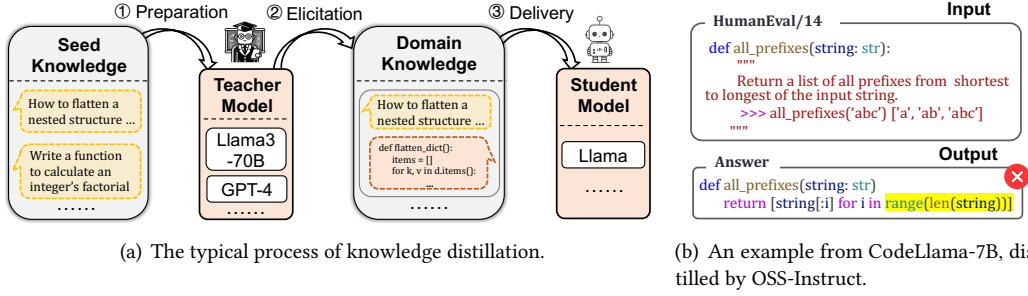 ① Preparation
② Elicitation
③ Delivery
Seed
Knowledge
How to flatten a
nested structure ...
Write a function
to calculate an
integer's factorial
......
Teacher
Model
Llama3
-70B
GPT-4
......
Domain
Knowledge
How to flatten a
nested structure ...
def flatten_dict():
items = []
for k, v in d.items():
...
......
Student
Model
Llama
......
(a) The typical process of knowledge distillation.
Input
HumanEval/14
def all_prefixes(string: str):
"""
Return a list of all prefixes from shortest
to longest of the input string.
>>> all_prefixes('abc') ['a', 'ab', 'abc']
"""
Output
Answer
def all_prefixes(string: str)
return [string[:i] for i in range(len(string))]
(b) An example from CodeLlama-7B, dis
tilled by OSS-Instruct.